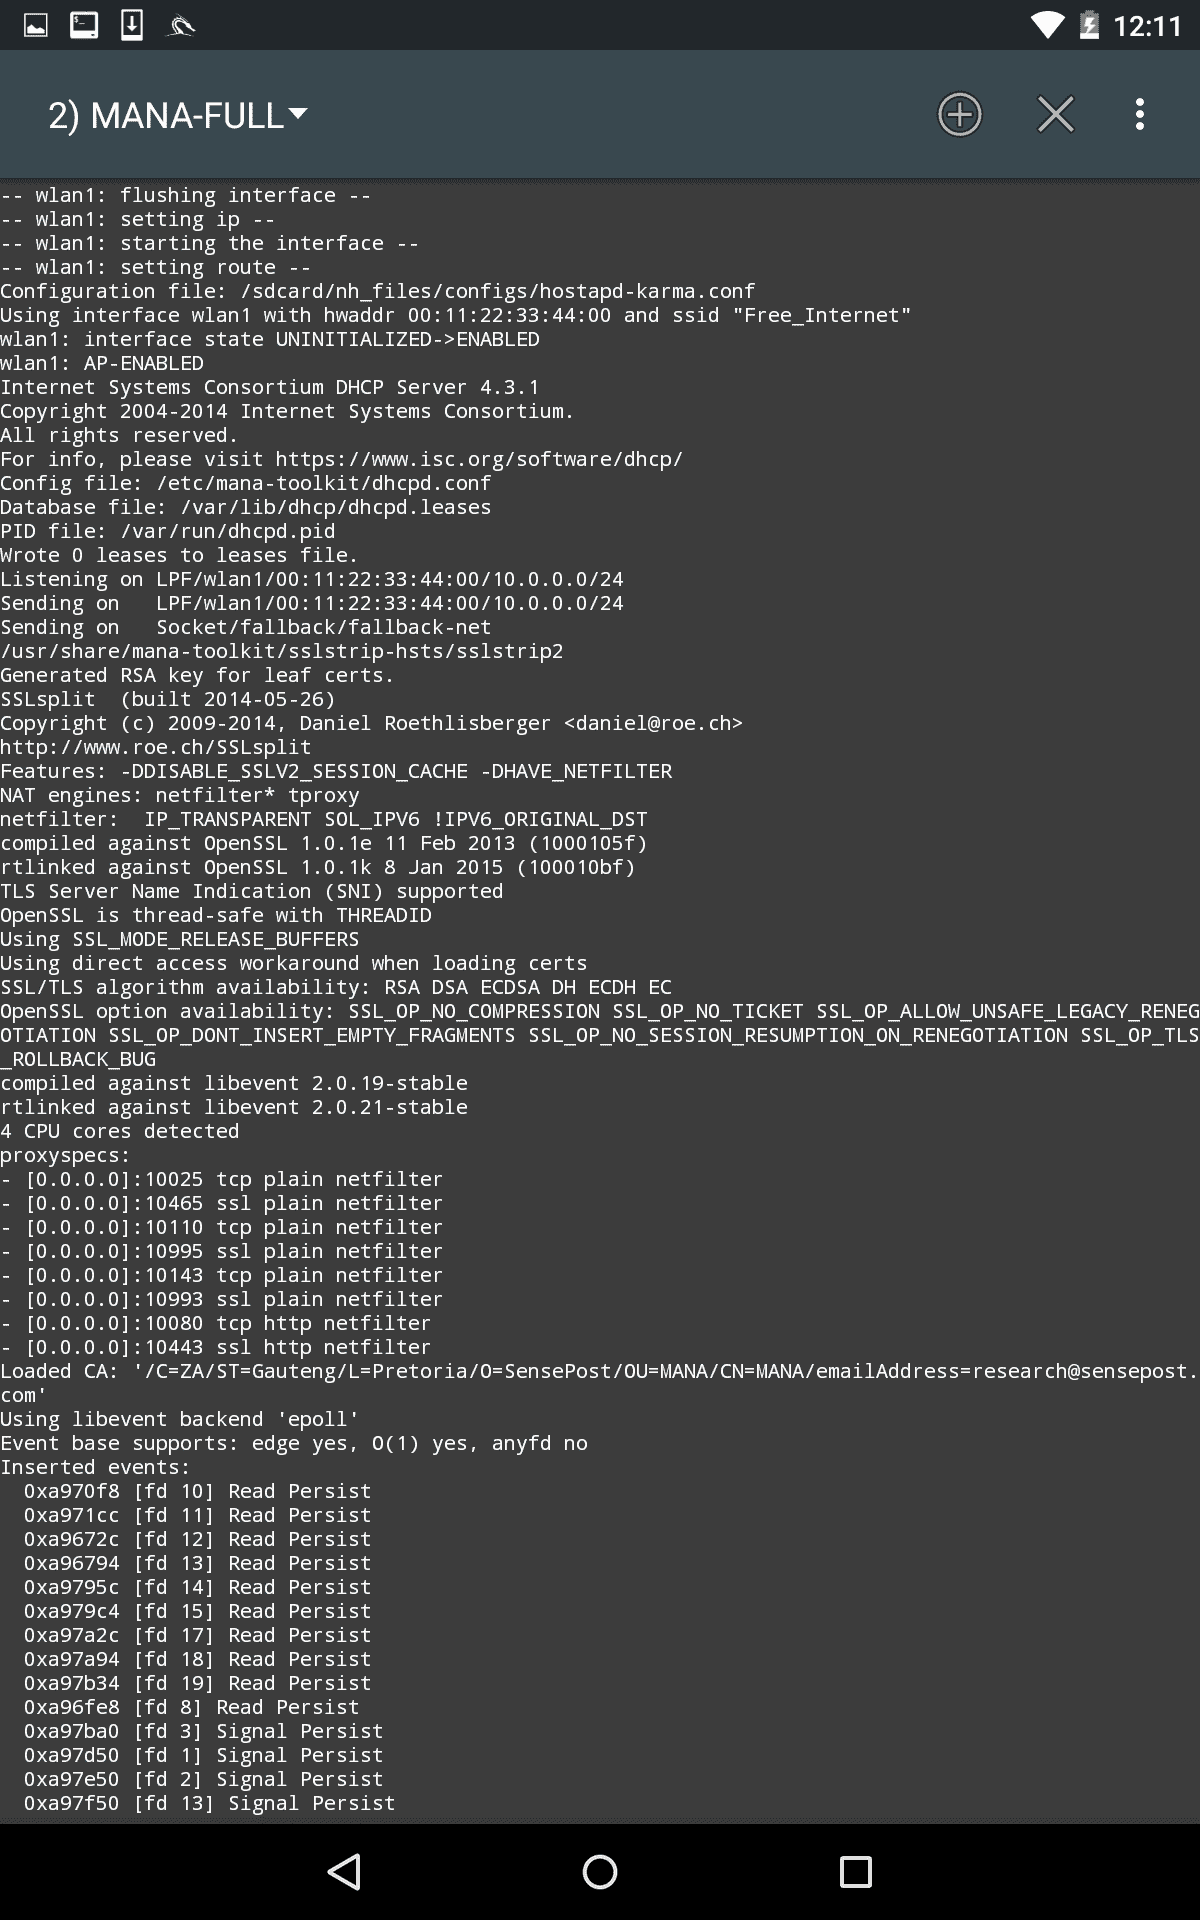 12:11
2) MANA-FULL
-- wlan1: flushing interface --
-- wlan1: setting ip --
-- wlan1: starting the interface --
-- wlan1: setting route --
Configuration file: /sdcard/nh_files/configs/hostapd-karma.conf
Using interface wlan1 with hwaddr 00:11:22:33:44:00 and ssid "Free_Internet"
wlan1: interface state UNINITIALIZED->ENABLED
wlan1: AP-ENABLED
Internet Systems Consortium DHCP Server 4.3.1
Copyright 2004-2014 Internet Systems Consortium.
All rights reserved.
For info, please visit https://www.isc.org/software/dhcp/
Config file: /etc/mana-toolkit/dhcpd.conf
Database file: /var/lib/dhcp/dhcpd.leases
PID file: /var/run/dhcpd.pid
Wrote 0 leases to leases file.
Listening on LPF/wlan1/00:11:22:33:44:00/10.0.0.0/24
Sending on   LPF/wlan1/00:11:22:33:44:00/10.0.0.0/24
Sending on   Socket/fallback/fallback-net
/usr/share/mana-toolkit/sslstrip-hsts/sslstrip2
Generated RSA key for leaf certs.
SSLsplit  (built 2014-05-26)
Copyright (c) 2009-2014, Daniel Roethlisberger <daniel@roe.ch>
http://www.roe.ch/SSLsplit
Features: -DDISABLE_SSLV2_SESSION_CACHE -DHAVE_NETFILTER
NAT engines: netfilter* tproxy
netfilter:  IP_TRANSPARENT SOL_IPV6 !IPV6_ORIGINAL_DST
compiled against OpenSSL 1.0.1e 11 Feb 2013 (1000105f)
rtlinked against OpenSSL 1.0.1k 8 Jan 2015 (100010bf)
TLS Server Name Indication (SNI) supported
OpenSSL is thread-safe with THREADID
Using SSL_MODE_RELEASE_BUFFERS
Using direct access workaround when loading certs
SSL/TLS algorithm availability: RSA DSA ECDSA DH ECDH EC
OpenSSL option availability: SSL_OP_NO_COMPRESSION SSL_OP_NO_TICKET SSL_OP_ALLOW_UNSAFE_LEGACY_RENEG
OTIATION SSL_OP_DONT_INSERT_EMPTY_FRAGMENTS SSL_OP_NO_SESSION_RESUMPTION_ON_RENEGOTIATION SSL_OP_TLS
_ROLLBACK_BUG
compiled against libevent 2.0.19-stable
rtlinked against libevent 2.0.21-stable
4 CPU cores detected
proxyspecs:
- [0.0.0.0]:10025 tcp plain netfilter
- [0.0.0.0]:10465 ssl plain netfilter
- [0.0.0.0]:10110 tcp plain netfilter
- [0.0.0.0]:10995 ssl plain netfilter
- [0.0.0.0]:10143 tcp plain netfilter
- [0.0.0.0]:10993 ssl plain netfilter
- [0.0.0.0]:10080 tcp http netfilter
- [0.0.0.0]:10443 ssl http netfilter
Loaded CA: '/C=ZA/ST=Gauteng/L=Pretoria/O=SensePost/OU=MANA/CN=MANA/emailAddress=research@sensepost.
com'
Using libevent backend 'epoll'
Event base supports: edge yes, O(1) yes, anyfd no
Inserted events:
  0xa970f8 [fd 10] Read Persist
  0xa971cc [fd 11] Read Persist
  0xa9672c [fd 12] Read Persist
  0xa96794 [fd 13] Read Persist
  0xa9795c [fd 14] Read Persist
  0xa979c4 [fd 15] Read Persist
  0xa97a2c [fd 17] Read Persist
  0xa97a94 [fd 18] Read Persist
  0xa97b34 [fd 19] Read Persist
  0xa96fe8 [fd 8] Read Persist
  0xa97ba0 [fd 3] Signal Persist
  0xa97d50 [fd 1] Signal Persist
  0xa97e50 [fd 2] Signal Persist
  0xa97f50 [fd 13] Signal Persist